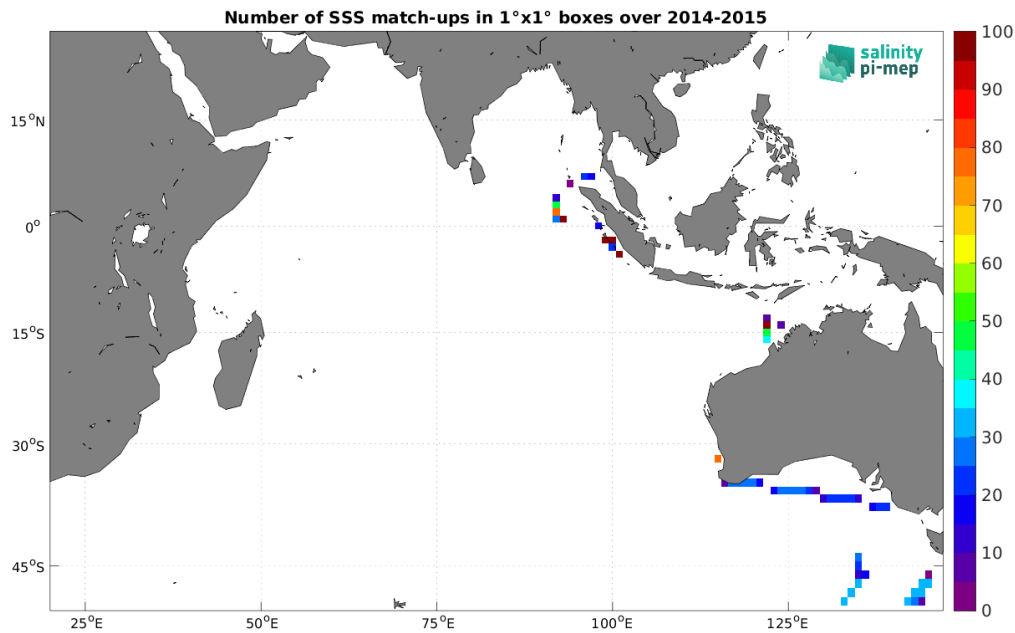 Number of SSS match-ups in 1°x1° boxes over 2014-2015
salinity
pi-mep
100
90
80
70
60
50
40
30
20
10
0
15°N
0°
15°S
30°S
45°S
25°E
50°E
75°E
100°E
125°E